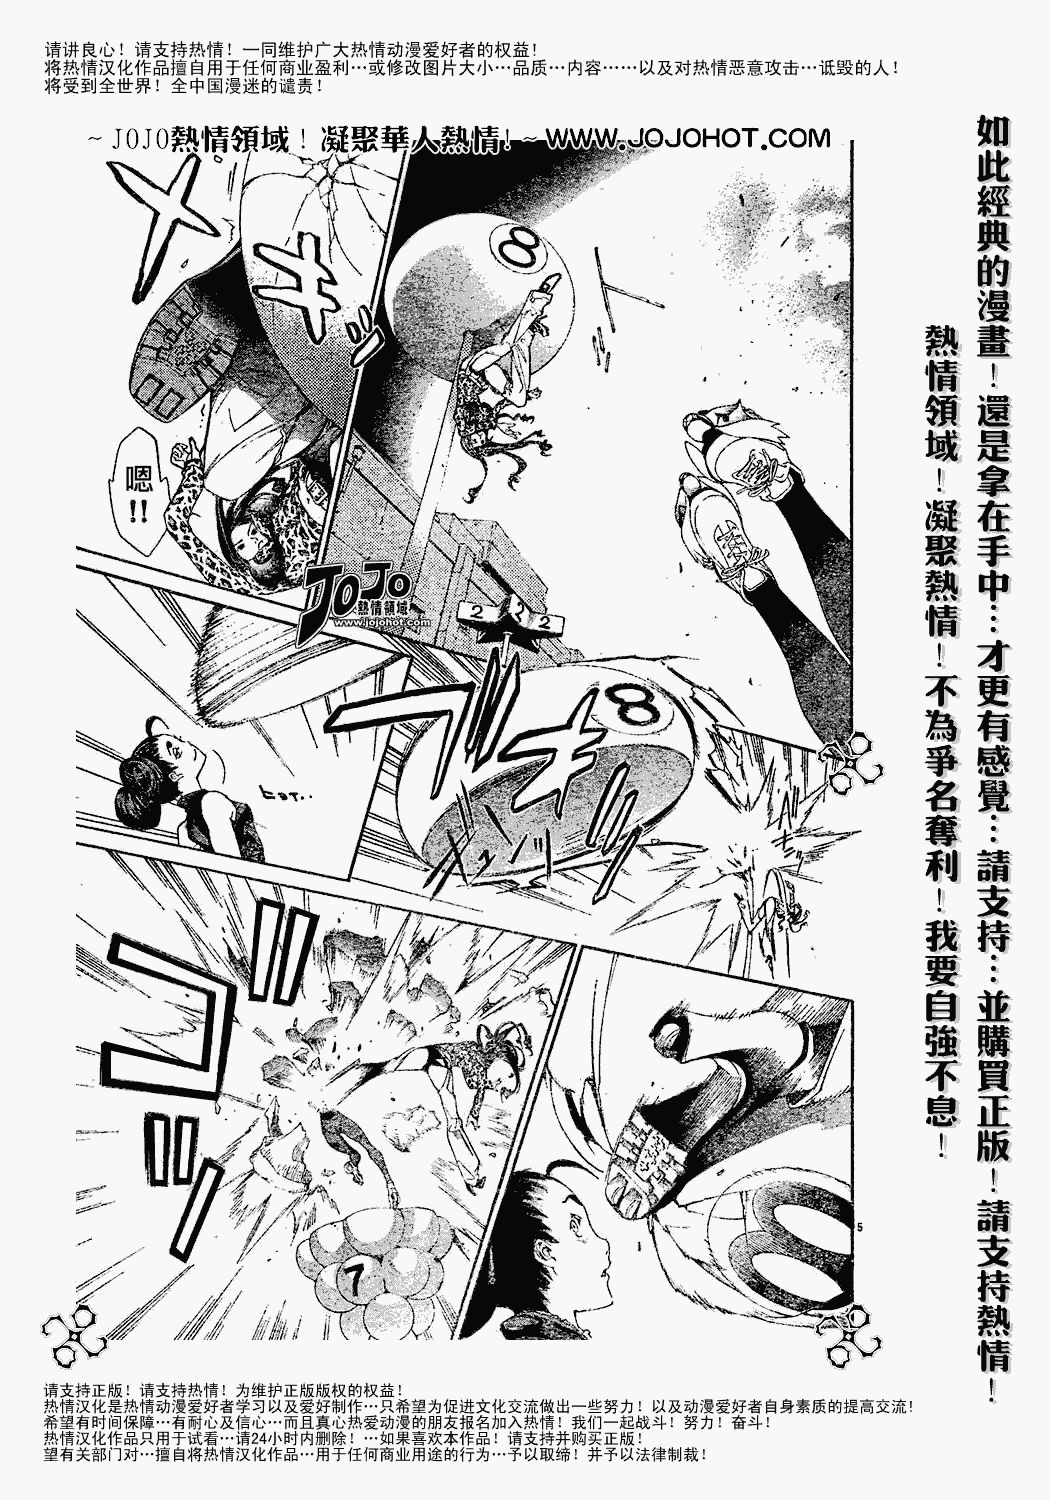 请讲良心！请支持热情！一同维护广大热情动漫爱好者的权益！
将热情汉化作品擅自用于任何商业盈利…或修改图片大小…品质…内容……以及对热情恶意攻击…诋毁的人！
将受到全世界！全中国漫迷的谴责！
~JOJO熱情領域！凝聚華人熱情！~WWW.JOJOHOT.COM
如此經典的漫畫！還是拿在手中…才更有感覺…請支持…並購買正版！請支持熱情！
熱情領域！凝聚熱情！不為爭名奪利！我要自強不息！
8
嗯!!
JoJo
熱情領域
www.jojohot.com
2 2 2
8
7
5
请支持正版！请支持热情！为维护正版版权的权益！
热情汉化是热情动漫爱好者学习以及爱好制作…只希望为促进文化交流做出一些努力！以及动漫爱好者自身素质的提高交流！
希望有时间保障…有耐心及信心…而且真心热爱动漫的朋友报名加入热情！我们一起战斗！努力！奋斗！
热情汉化作品只用于试看…请24小时内删除！…如果喜欢本作品！请支持并购买正版！
望有关部门对…擅自将热情汉化作品…用于任何商业用途的行为…予以取缔！并予以法律制裁！